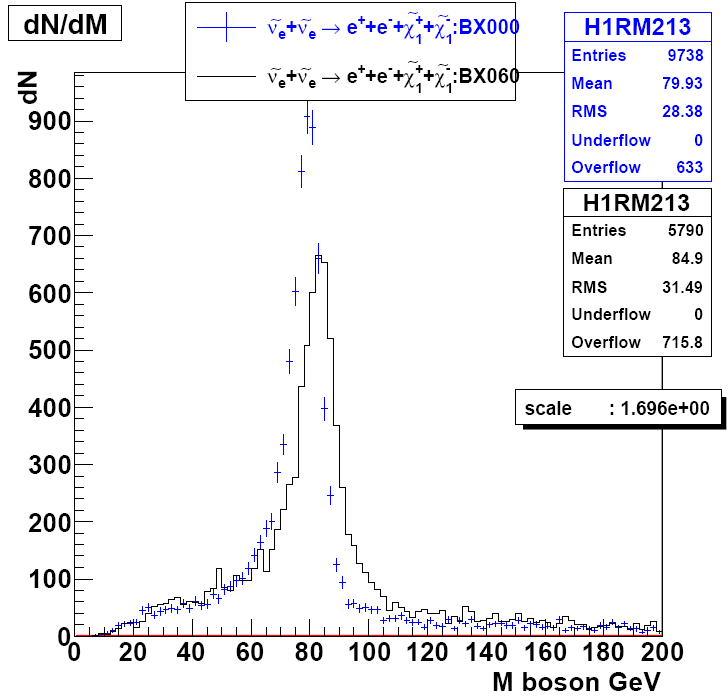 dN/dM
ν̃ₑ+ν̃ₑ → e⁺+e⁻+χ̃₁⁺+χ̃₁⁻:BX000
ν̃ₑ+ν̃ₑ → e⁺+e⁻+χ̃₁⁺+χ̃₁⁻:BX060
H1RM213
Entries 9738
Mean 79.93
RMS 28.38
Underflow 0
Overflow 633
H1RM213
Entries 5790
Mean 84.9
RMS 31.49
Underflow 0
Overflow 715.8
scale : 1.696e+00
dN
900
800
700
600
500
400
300
200
100
0
0 20 40 60 80 100 120 140 160 180 200
M boson GeV